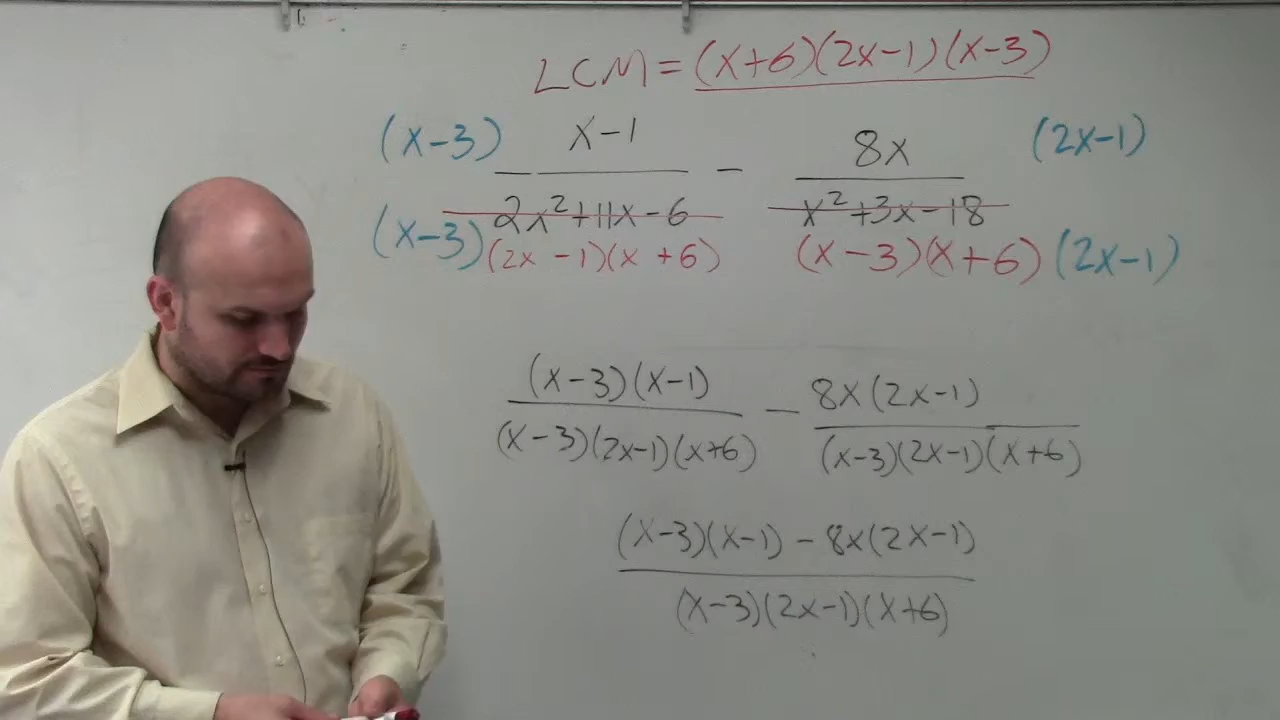 LCM = (x+6)(2x-1)(x-3)
(x-3) x-1 - 8x (2x-1)
2x²+11x-6 x²+3x-18
(x-3)(2x-1)(x+6) (x-3)(x+6)(2x-1)
(x-3)(x-1) - 8x(2x-1)
(x-3)(2x-1)(x+6) (x-3)(2x-1)(x+6)
(x-3)(x-1) - 8x(2x-1)
(x-3)(2x-1)(x+6)